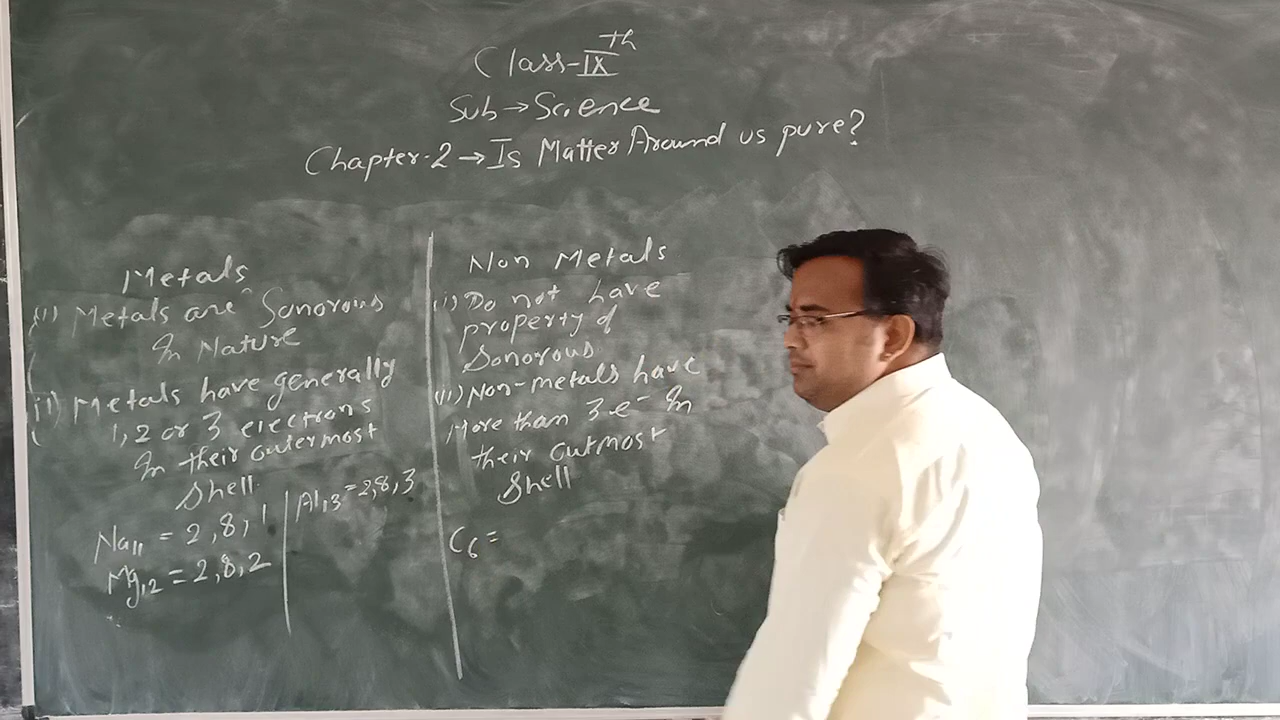 Class-IXth
Sub → Science
Chapter-2 → Is Matter Around us pure?
Metals
(i) Metals are Sonorous
In Nature
(ii) Metals have generally
1, 2 or 3 electrons
In their outermost
Shell.
Na11 = 2, 8, 1
Mg12 = 2, 8, 2
Al13 = 2, 8, 3
Non Metals
(i) Do not have
property of
Sonorous.
(ii) Non-metals have
More than 3 e- In
their outmost
Shell
C6 =